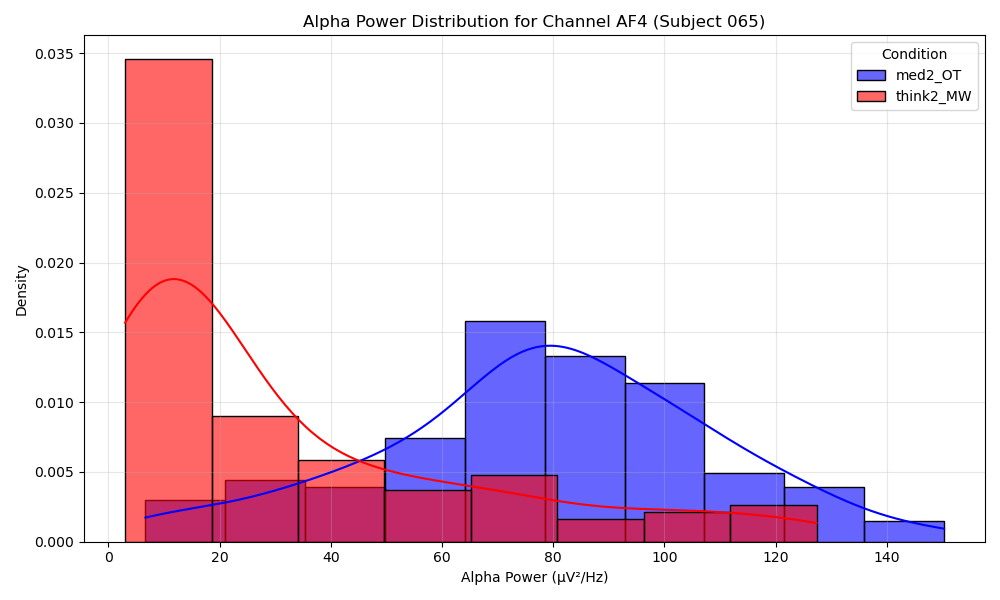 Alpha Power Distribution for Channel AF4 (Subject 065)
Condition
med2_OT
think2_MW
0.035
0.030
0.025
0.020
0.015
0.010
0.005
0.000
Density
0
20
40
60
80
100
120
140
Alpha Power (μV²/Hz)